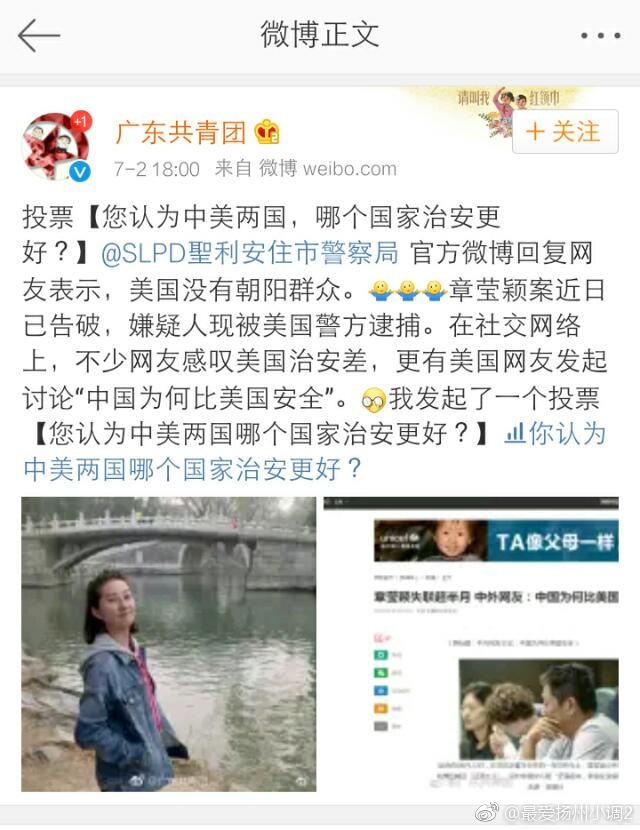 微博正文
请叫我 红领巾
+1
广东共青团
+ 关注
7-2 18:00 来自 微博 weibo.com
投票【您认为中美两国，哪个国家治安更
好？】@SLPD聖利安住市警察局 官方微博回复网
友表示，美国没有朝阳群众。章莹颖案近日
已告破，嫌疑人现被美国警方逮捕。在社交网络
上，不少网友感叹美国治安差，更有美国网友发起
讨论“中国为何比美国安全”。我发起了一个投票
【您认为中美两国哪个国家治安更好？】你认为
中美两国哪个国家治安更好？
unicef
TA像父母一样
章莹颖失联超半月 中外网友：中国为何比美国
@广东共青团
@最爱扬州小调2